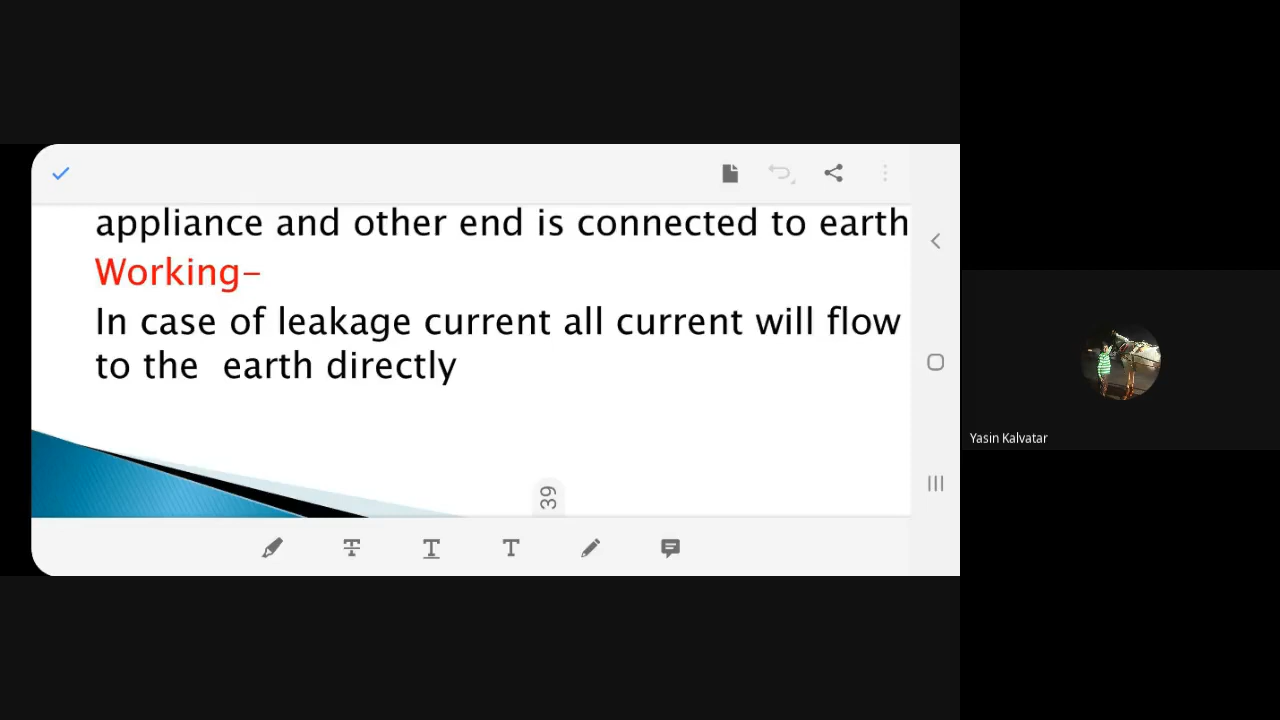 appliance and other end is connected to earth
Working-
In case of leakage current all current will flow
to the earth directly
39
Yasin Kalvatar